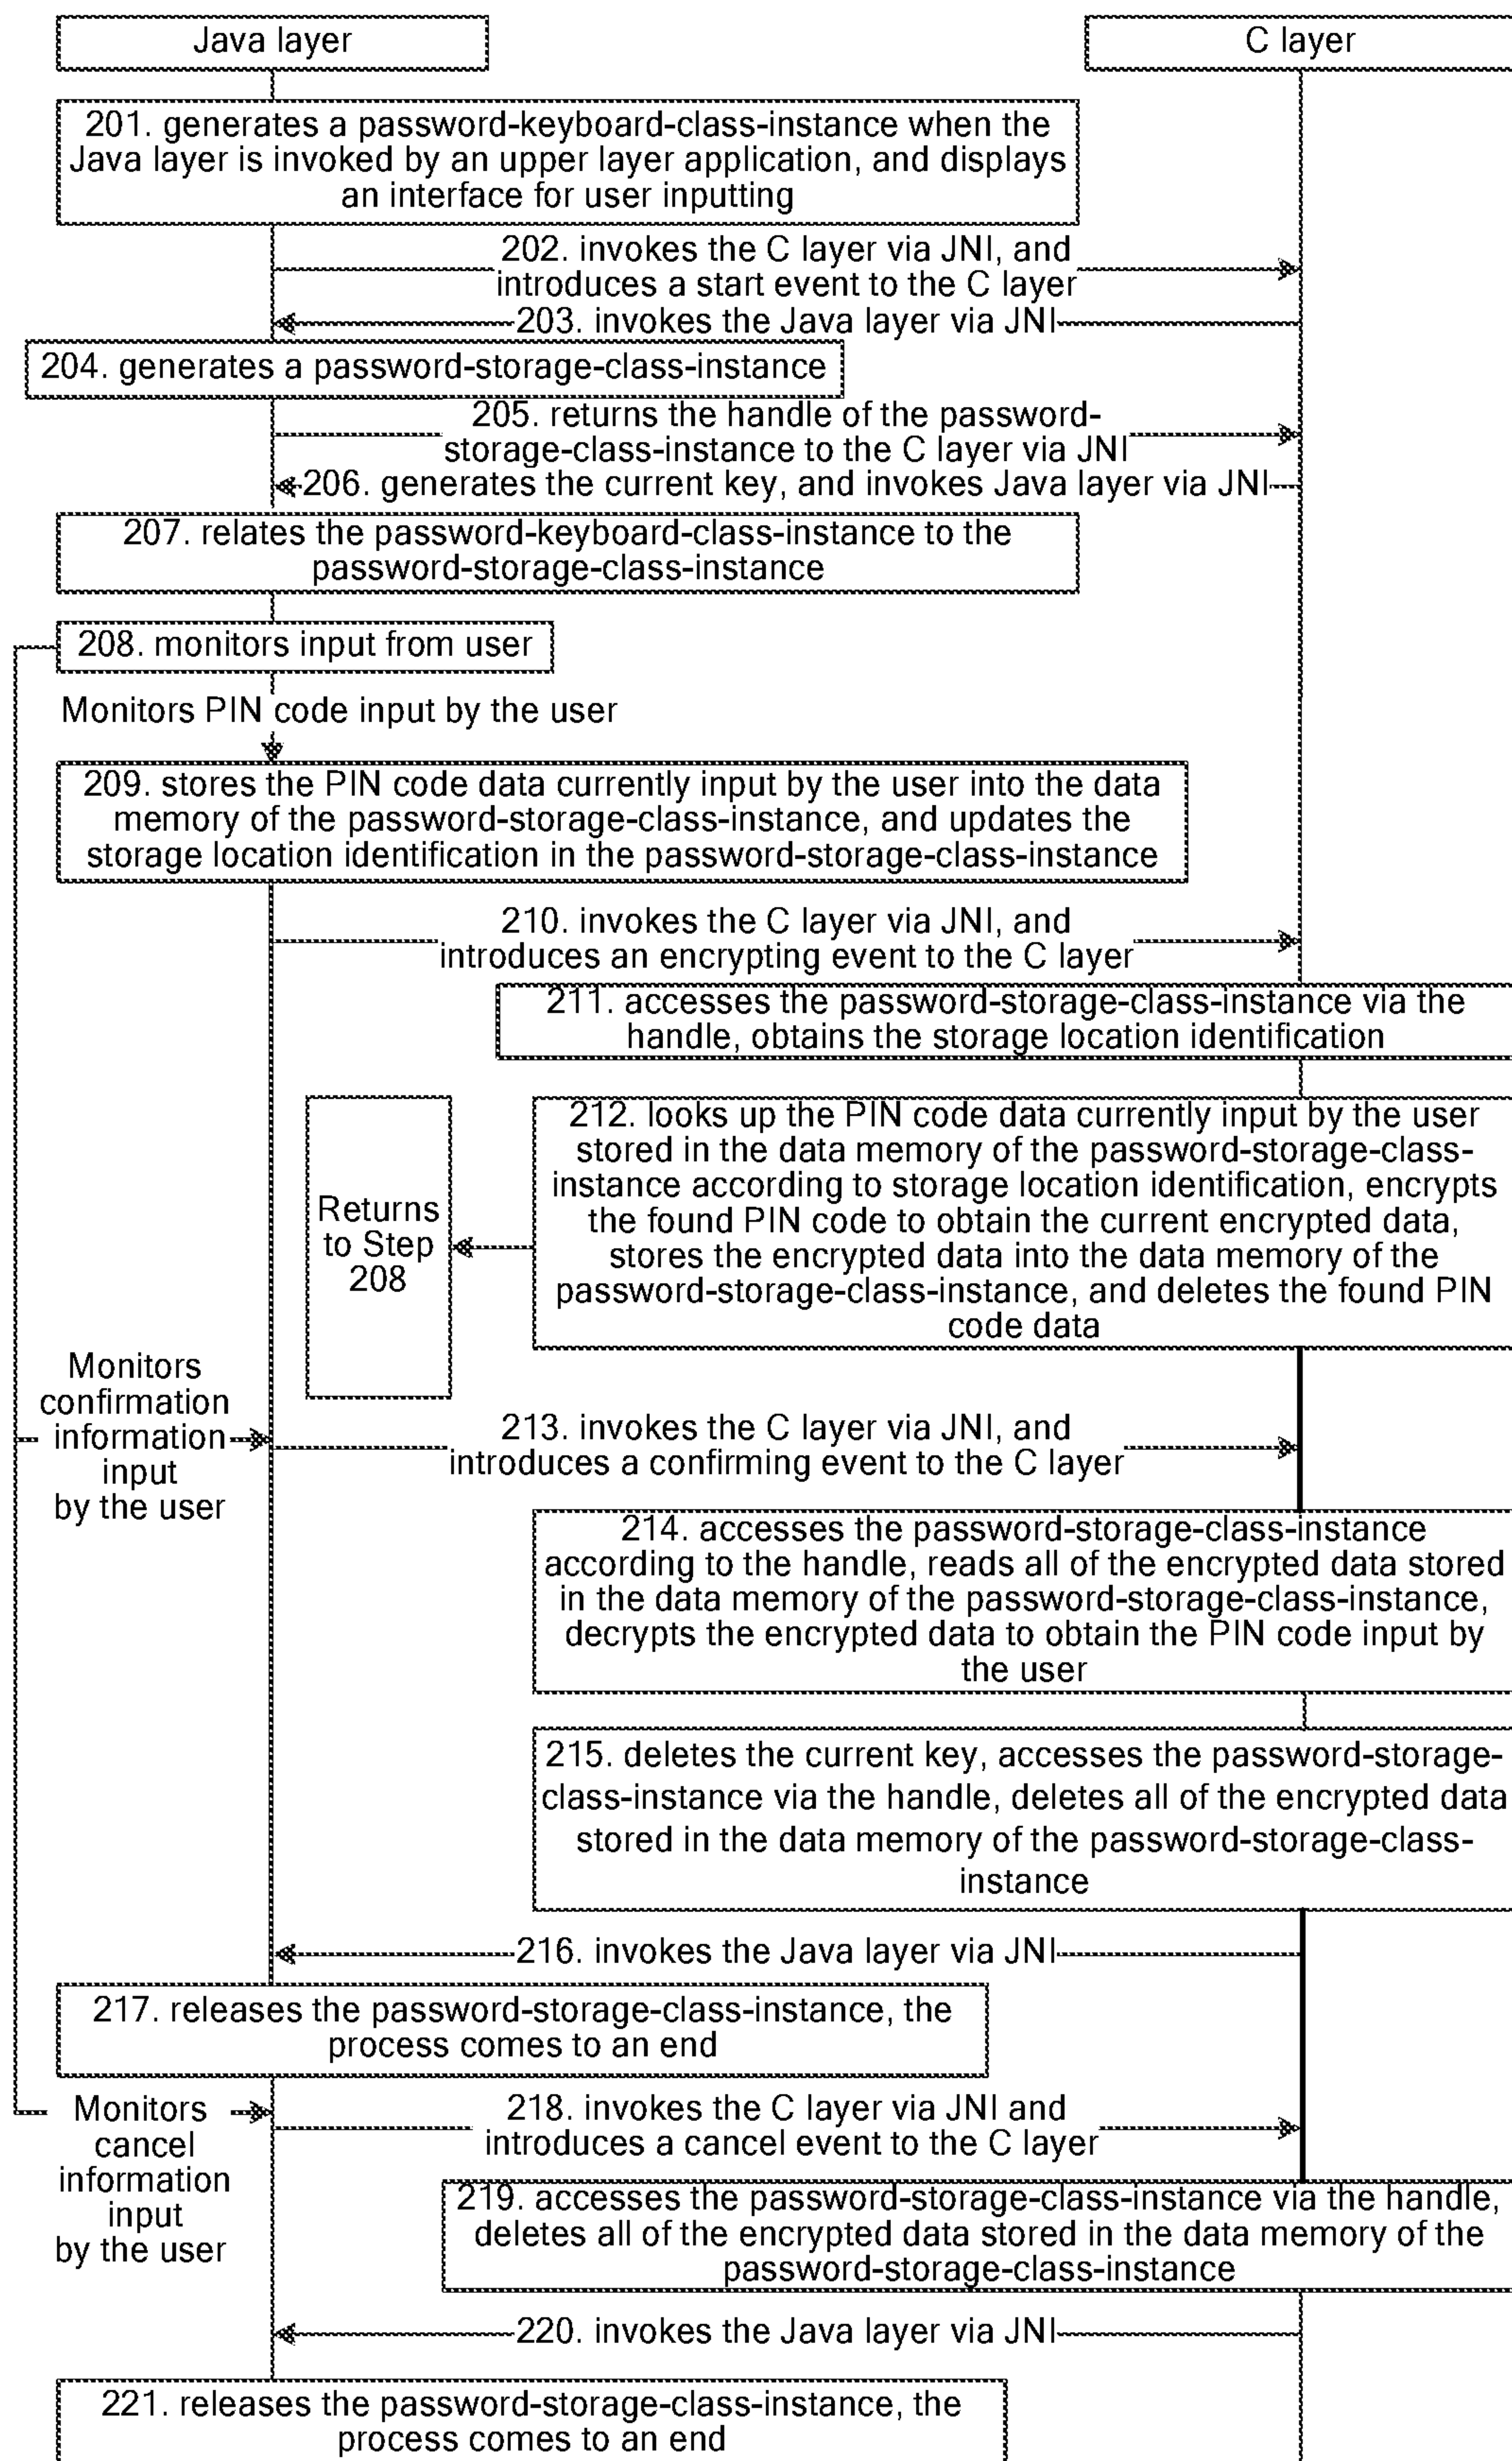 Java layer
C layer
201. generates a password-keyboard-class-instance when the
Java layer is invoked by an upper layer application, and displays
an interface for user inputting
202. invokes the C layer via JNI, and
introduces a start event to the C layer
203. invokes the Java layer via JNI
204. generates a password-storage-class-instance
205. returns the handle of the password-
storage-class-instance to the C layer via JNI
206. generates the current key, and invokes Java layer via JNI
207. relates the password-keyboard-class-instance to the
password-storage-class-instance
208. monitors input from user
Monitors PIN code input by the user
209. stores the PIN code data currently input by the user into the data
memory of the password-storage-class-instance, and updates the
storage location identification in the password-storage-class-instance
210. invokes the C layer via JNI, and
introduces an encrypting event to the C layer
211. accesses the password-storage-class-instance via the
handle, obtains the storage location identification
212. looks up the PIN code data currently input by the user
stored in the data memory of the password-storage-class-
instance according to storage location identification, encrypts
the found PIN code to obtain the current encrypted data,
stores the encrypted data into the data memory of the
password-storage-class-instance, and deletes the found PIN
code data
Returns
to Step
208
Monitors
confirmation
information
input
by the user
213. invokes the C layer via JNI, and
introduces a confirming event to the C layer
214. accesses the password-storage-class-instance
according to the handle, reads all of the encrypted data stored
in the data memory of the password-storage-class-instance,
decrypts the encrypted data to obtain the PIN code input by
the user
215. deletes the current key, accesses the password-storage-
class-instance via the handle, deletes all of the encrypted data
stored in the data memory of the password-storage-class-
instance
216. invokes the Java layer via JNI
217. releases the password-storage-class-instance, the
process comes to an end
Monitors
cancel
information
input
by the user
218. invokes the C layer via JNI and
introduces a cancel event to the C layer
219. accesses the password-storage-class-instance via the handle,
deletes all of the encrypted data stored in the data memory of the
password-storage-class-instance
220. invokes the Java layer via JNI
221. releases the password-storage-class-instance, the
process comes to an end